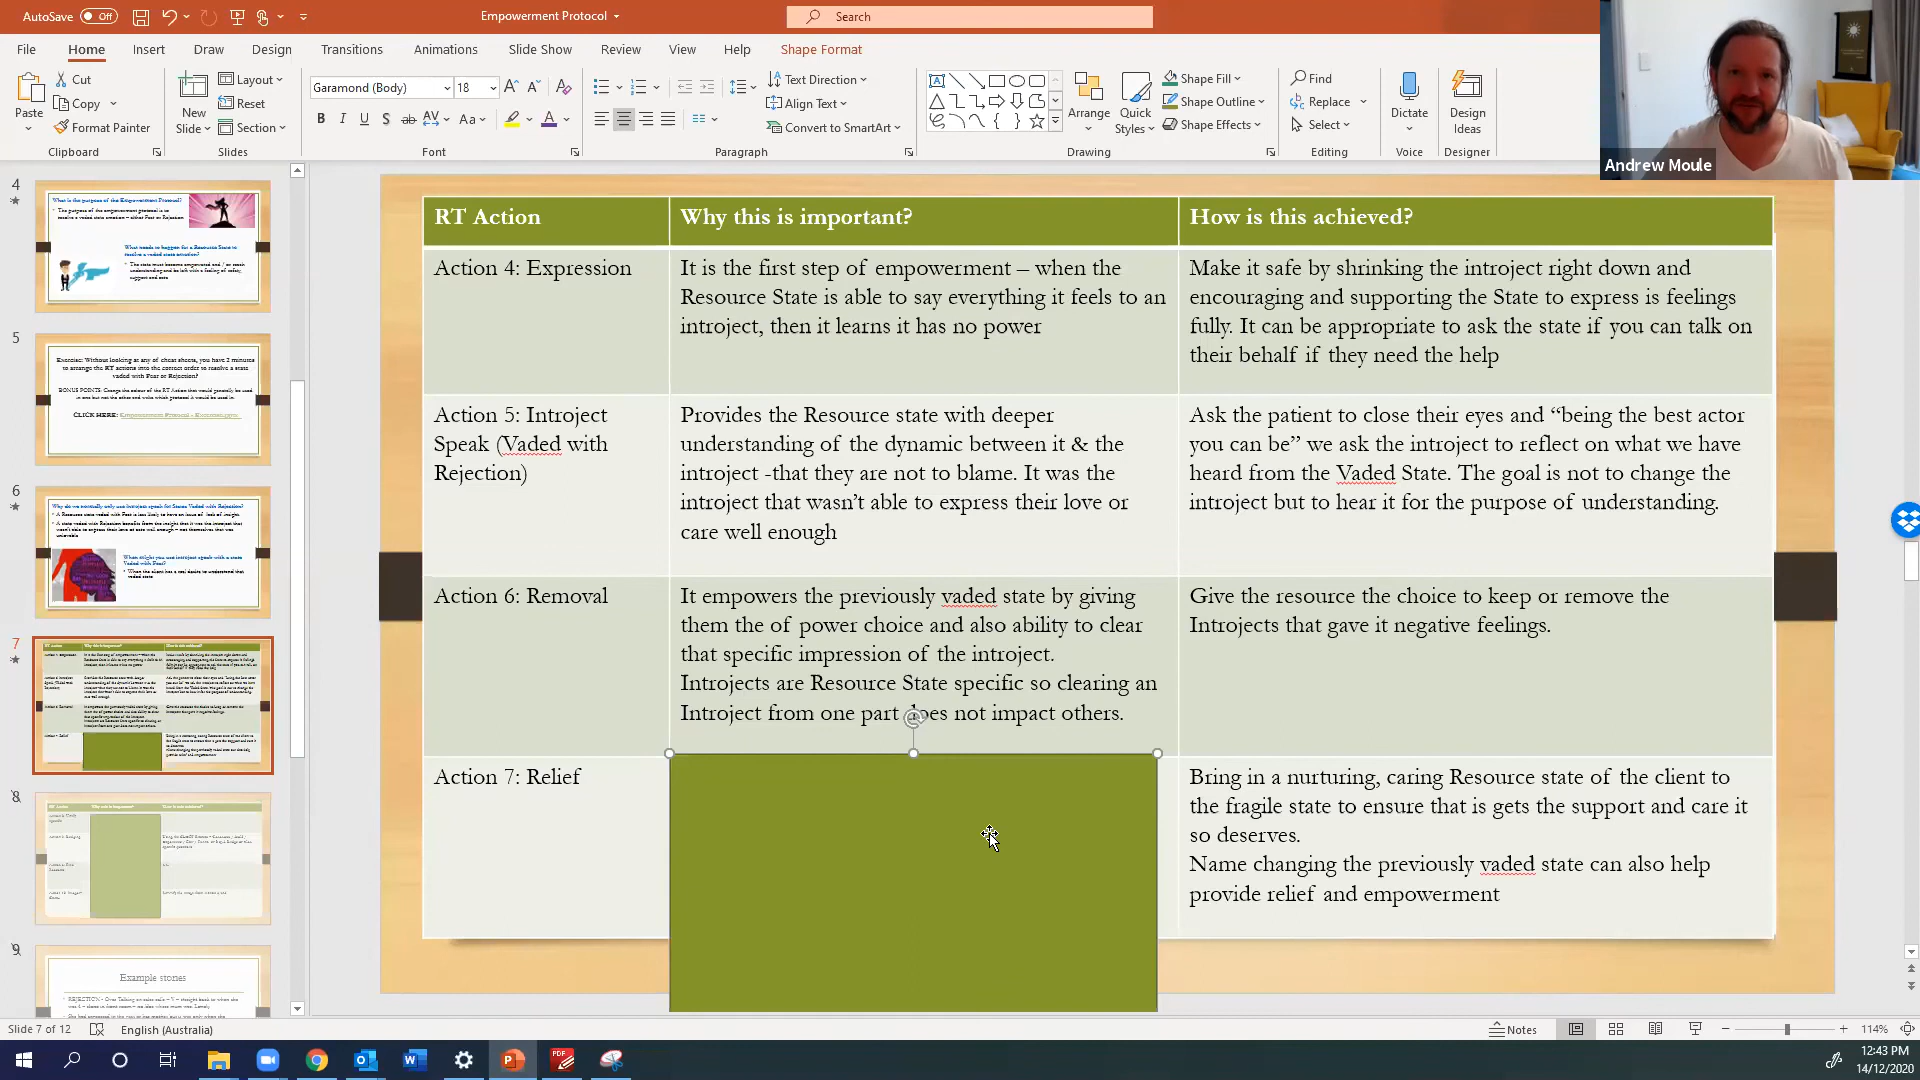 AutoSave Off
Empowerment Protocol
Search
File Home Insert Draw Design Transitions Animations Slide Show Review View Help Shape Format
Paste
Cut
Copy
Format Painter
Clipboard
New Slide
Layout
Reset
Section
Slides
Garamond (Body) 18
Font
Text Direction
Align Text
Convert to SmartArt
Paragraph
Arrange
Quick Styles
Shape Fill
Shape Outline
Shape Effects
Drawing
Find
Replace
Select
Editing
Dictate
Voice
Design Ideas
Designer
Andrew Moule
4
What is the purpose of the Empowerment Protocol?
5
6
7
8
9
Example stones
RT Action
Why this is important?
How is this achieved?
Action 4: Expression
It is the first step of empowerment – when the
Resource State is able to say everything it feels to an
introject, then it learns it has no power
Make it safe by shrinking the introject right down and
encouraging and supporting the State to express is feelings
fully. It can be appropriate to ask the state if you can talk on
their behalf if they need the help
Action 5: Introject
Speak (Vaded with
Rejection)
Provides the Resource state with deeper
understanding of the dynamic between it & the
introject -that they are not to blame. It was the
introject that wasn’t able to express their love or
care well enough
Ask the patient to close their eyes and “being the best actor
you can be” we ask the introject to reflect on what we have
heard from the Vaded State. The goal is not to change the
introject but to hear it for the purpose of understanding.
Action 6: Removal
It empowers the previously vaded state by giving
them the of power choice and also ability to clear
that specific impression of the introject.
Introjects are Resource State specific so clearing an
Introject from one part does not impact others.
Give the resource the choice to keep or remove the
Introjects that gave it negative feelings.
Action 7: Relief
Bring in a nurturing, caring Resource state of the client to
the fragile state to ensure that is gets the support and care it
so deserves.
Name changing the previously vaded state can also help
provide relief and empowerment
Slide 7 of 12
English (Australia)
Notes
114%
12:43 PM
14/12/2020